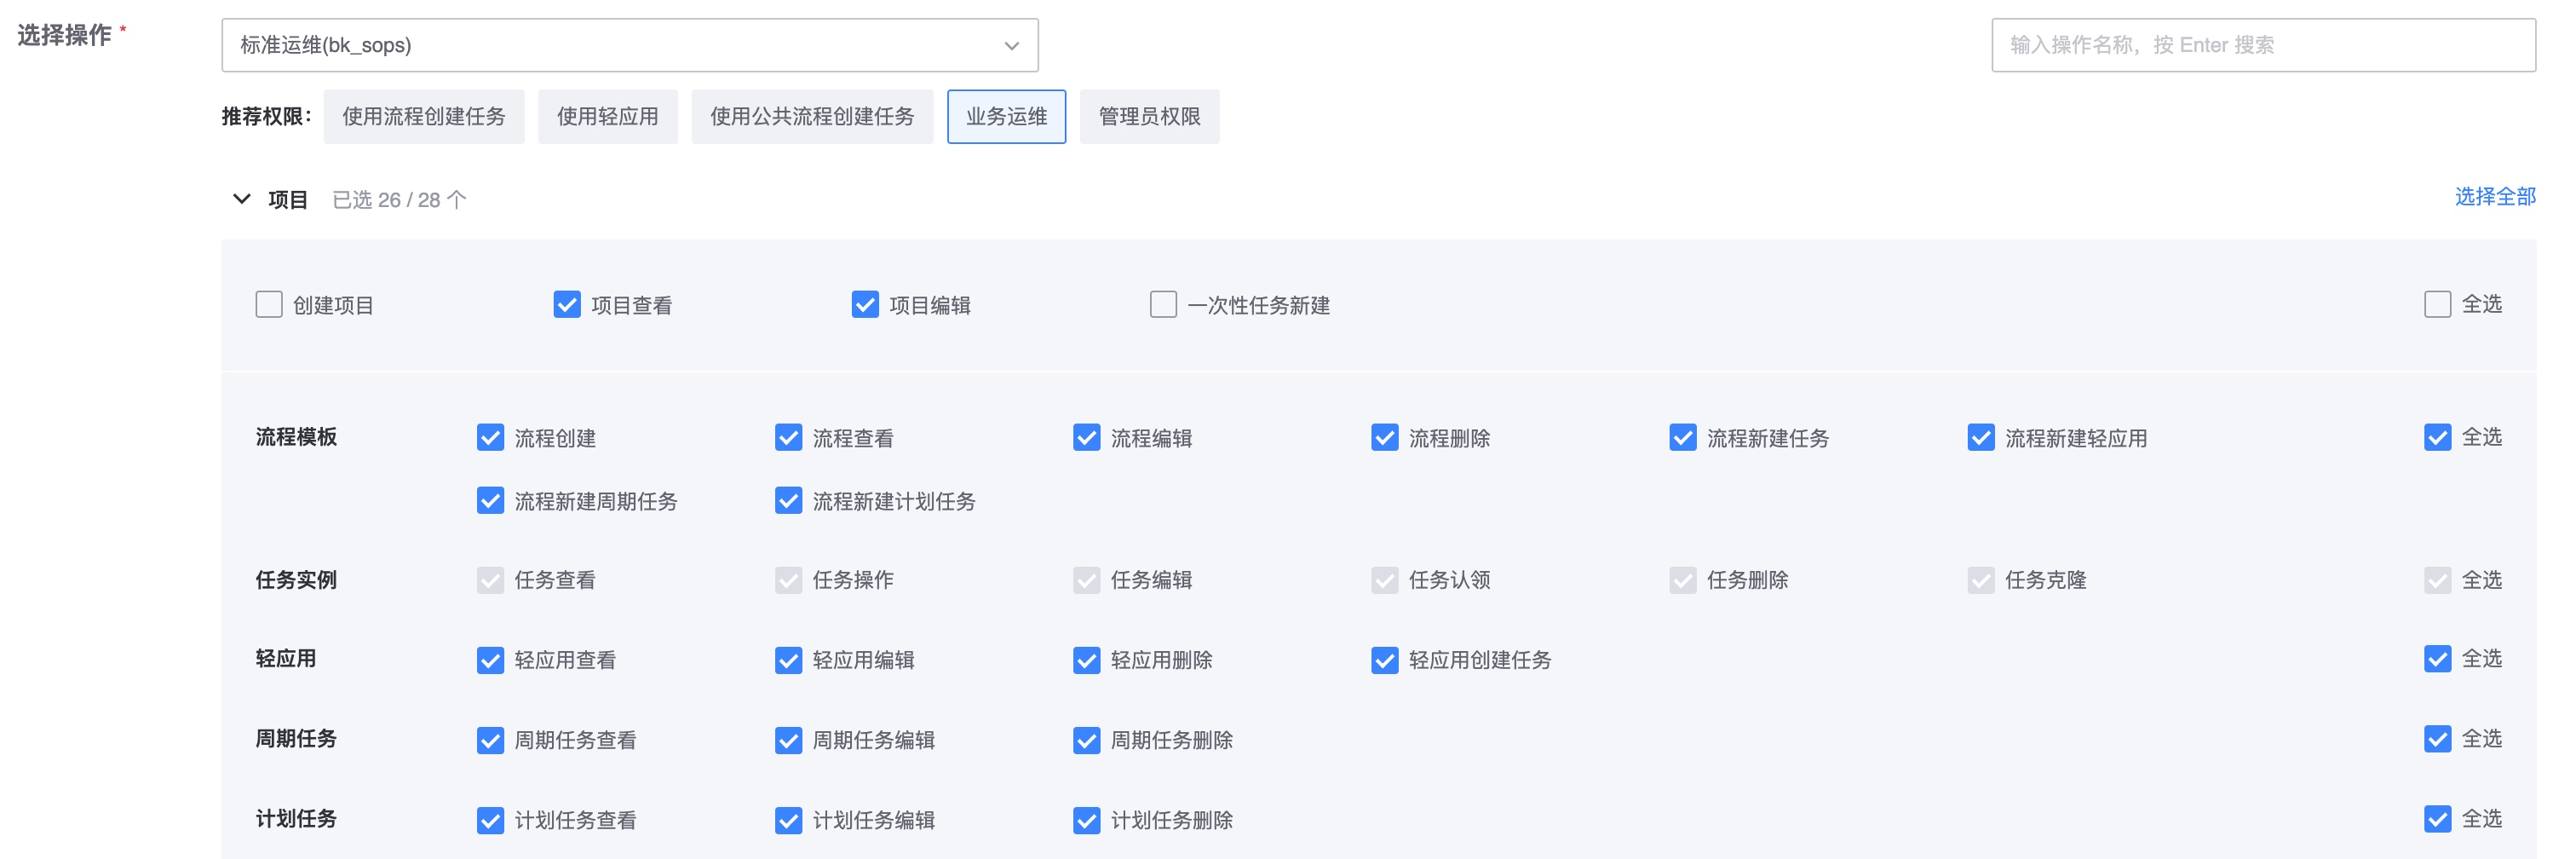 选择操作 *
标准运维(bk_sops)
输入操作名称，按 Enter 搜索
推荐权限： 使用流程创建任务 使用轻应用 使用公共流程创建任务 业务运维 管理员权限
项目 已选 26 / 28 个 选择全部
创建项目 项目查看 项目编辑 一次性任务新建 全选
流程模板 流程创建 流程查看 流程编辑 流程删除 流程新建任务 流程新建轻应用 全选
流程新建周期任务 流程新建计划任务
任务实例 任务查看 任务操作 任务编辑 任务认领 任务删除 任务克隆 全选
轻应用 轻应用查看 轻应用编辑 轻应用删除 轻应用创建任务 全选
周期任务 周期任务查看 周期任务编辑 周期任务删除 全选
计划任务 计划任务查看 计划任务编辑 计划任务删除 全选